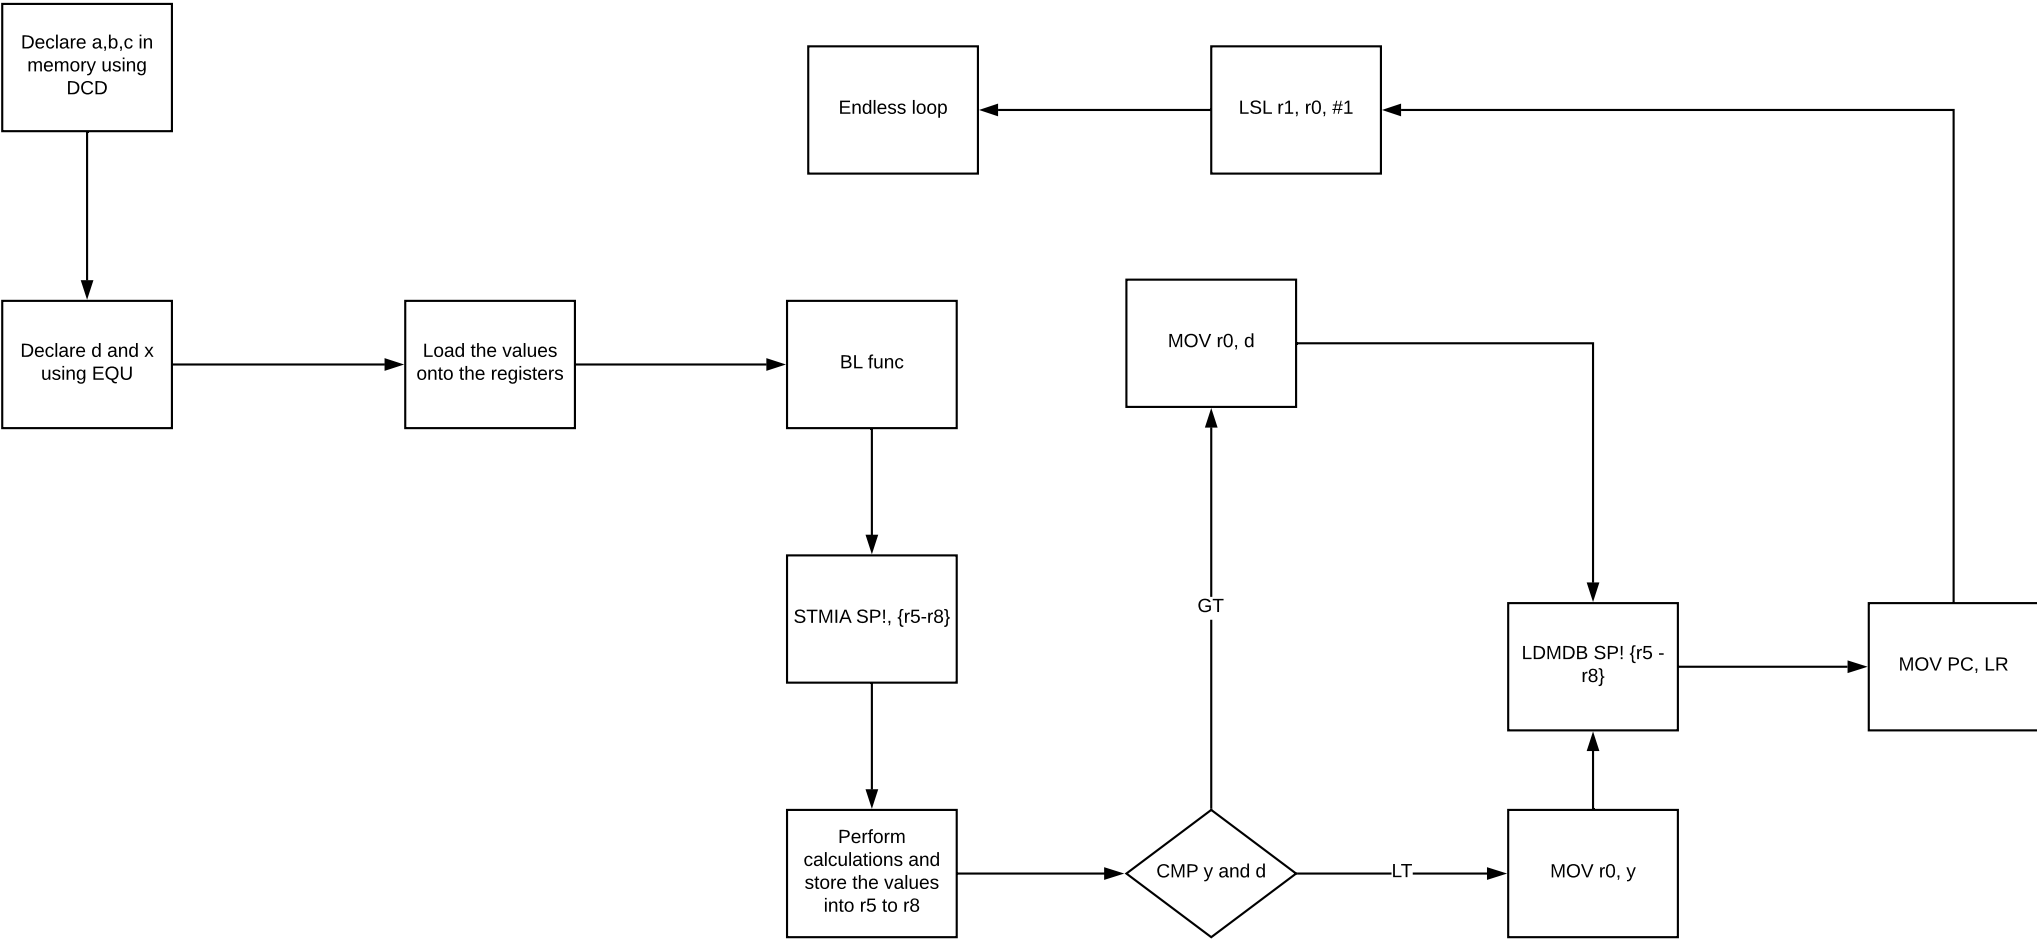 Declare a,b,c in
memory using
DCD
Endless loop
LSL r1, r0, #1
Declare d and x
using EQU
Load the values
onto the registers
BL func
MOV r0, d
STMIA SP!, {r5-r8}
GT
LDMDB SP! {r5 -
r8}
MOV PC, LR
Perform
calculations and
store the values
into r5 to r8
CMP y and d
LT
MOV r0, y